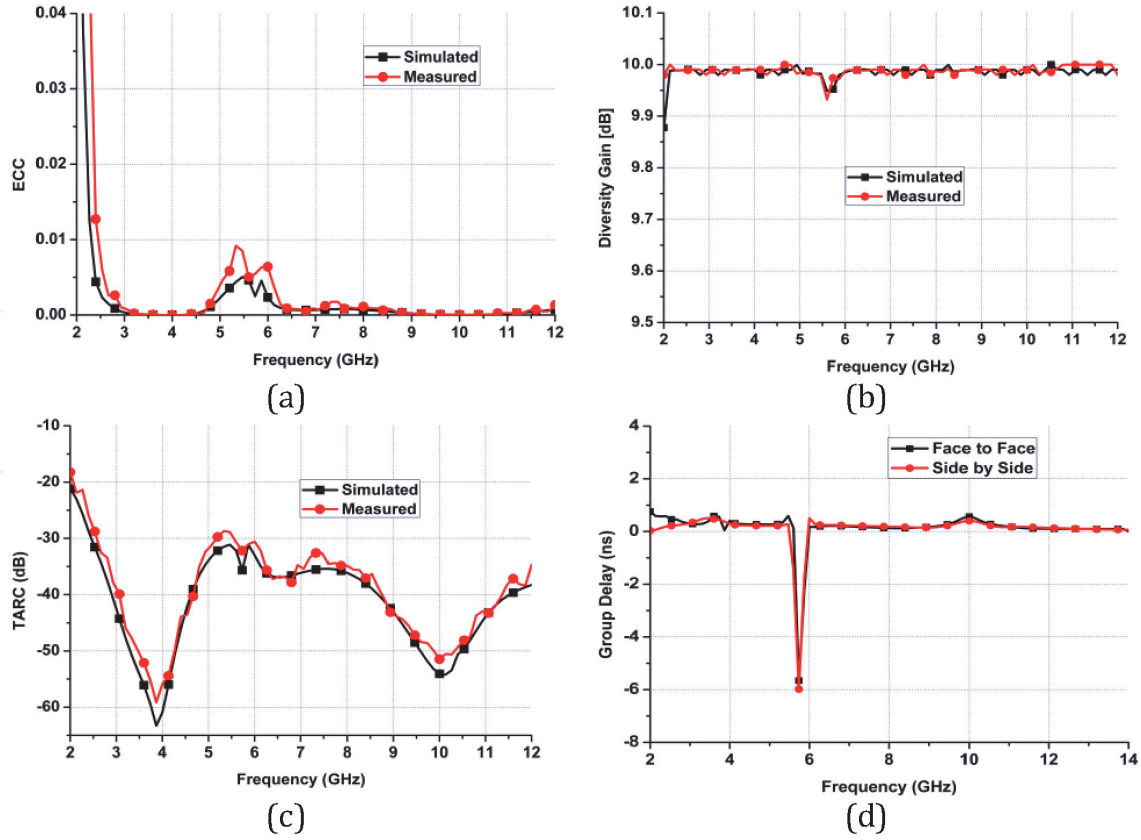 0.04
0.03
0.02
0.01
0.00
ECC
Simulated
Measured
2 3 4 5 6 7 8 9 10 11 12
Frequency (GHz)
(a)
10.1
10.0
9.9
9.8
9.7
9.6
9.5
Diversity Gain [dB]
Simulated
Measured
2 3 4 5 6 7 8 9 10 11 12
Frequency (GHz)
(b)
-10
-20
-30
-40
-50
-60
TARC (dB)
Simulated
Measured
2 3 4 5 6 7 8 9 10 11 12
Frequency (GHz)
(c)
4
2
0
-2
-4
-6
-8
Group Delay (ns)
Face to Face
Side by Side
2 4 6 8 10 12 14
Frequency (GHz)
(d)